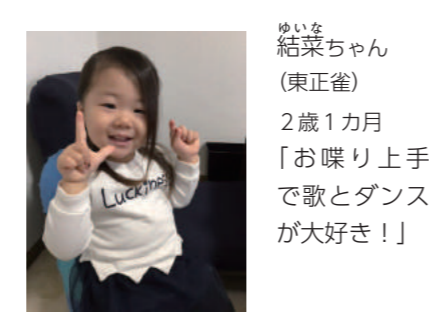 ゆいな
結菜ちゃん
（東正雀）
２歳１カ月
「お喋り上手
で歌とダンス
が大好き！」